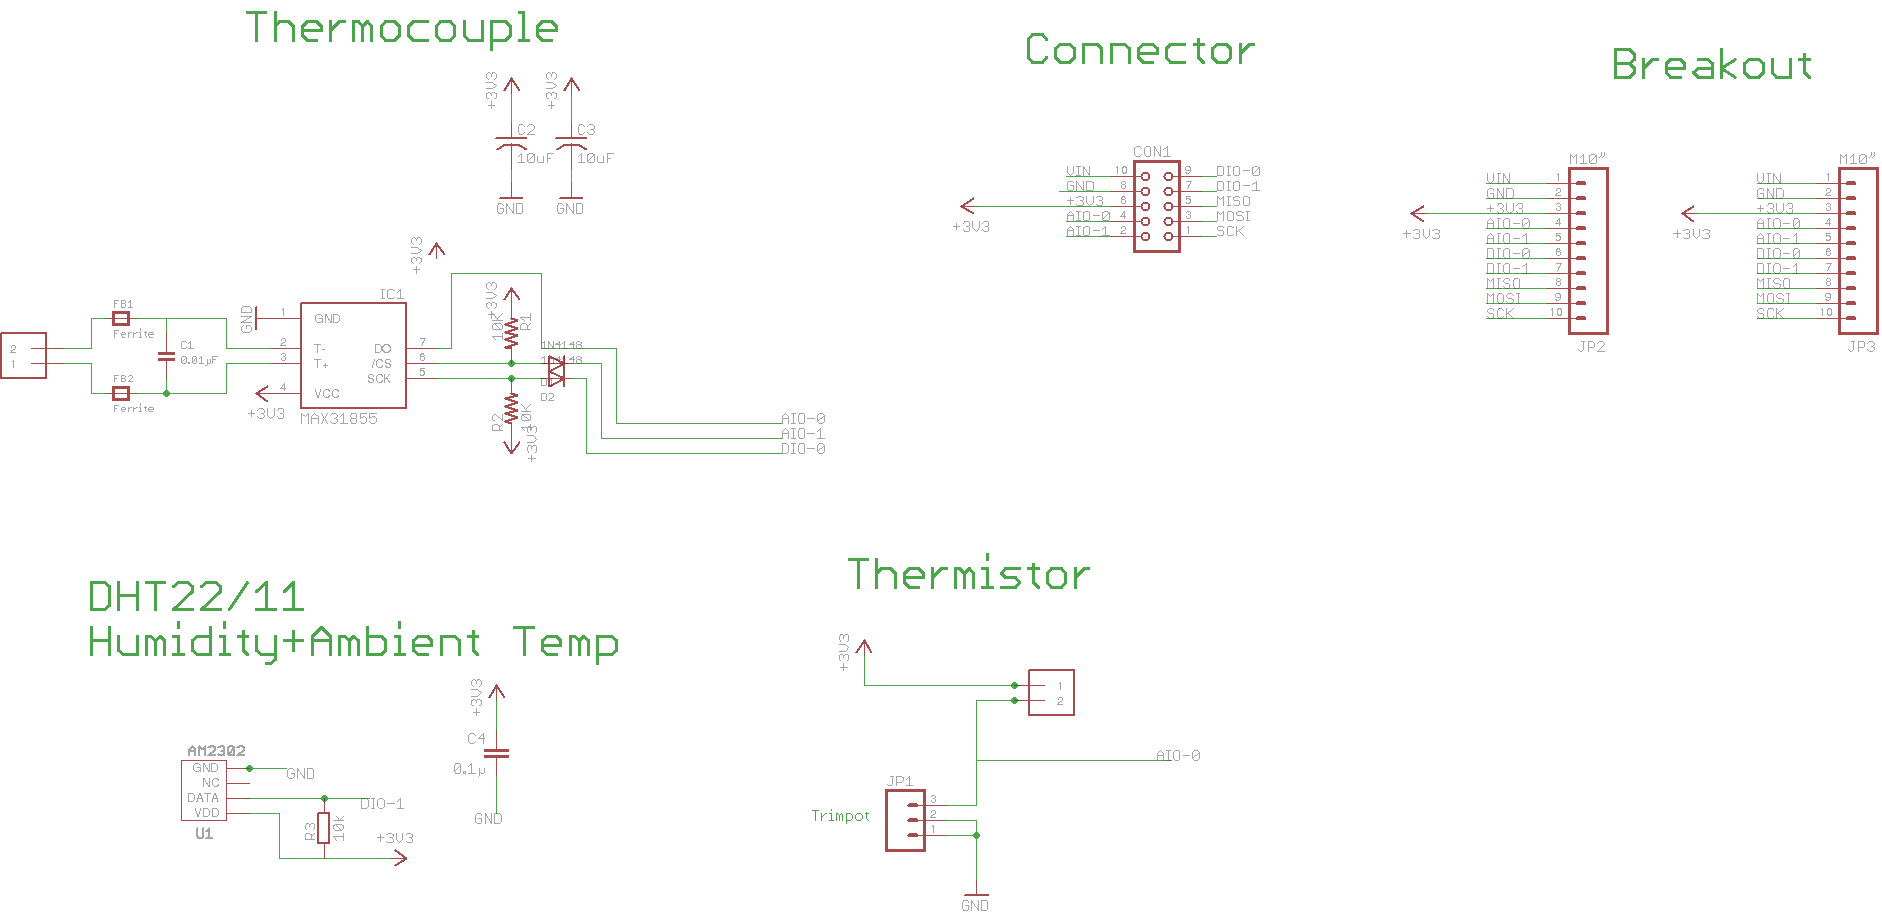 Thermocouple
+3V3
+3V3
C2
10uF
C3
10uF
GND
GND
+3V3
IC1
GND
1
GND
2
T-
3
T+
4
VCC
+3V3
MAX31855
DO
7
/CS
6
SCK
5
FB1
Ferrite
C1
0.01µF
FB2
Ferrite
2
1
+3V3
10K
R1
1N4148
1N4148
D2
R2
10K
+3V3
AIO-0
AIO-1
DIO-0
Connector
CON1
VIN 10 9 DIO-0
GND 8 7 DIO-1
+3V3 6 5 MISO
AIO-0 4 3 MOSI
AIO-1 2 1 SCK
+3V3
Breakout
M10"
VIN 1
GND 2
+3V3 3
AIO-0 4
AIO-1 5
DIO-0 6
DIO-1 7
MISO 8
MOSI 9
SCK 10
+3V3
JP2
M10"
VIN 1
GND 2
+3V3 3
AIO-0 4
AIO-1 5
DIO-0 6
DIO-1 7
MISO 8
MOSI 9
SCK 10
+3V3
JP3
DHT22/11
Humidity+Ambient Temp
AM2302
GND
NC
DATA
VDD
U1
GND
DIO-1
R3
10k
+3V3
+3V3
C4
0.1µ
GND
Thermistor
+3V3
1
2
AIO-0
JP1
3
2
1
Trimpot
GND